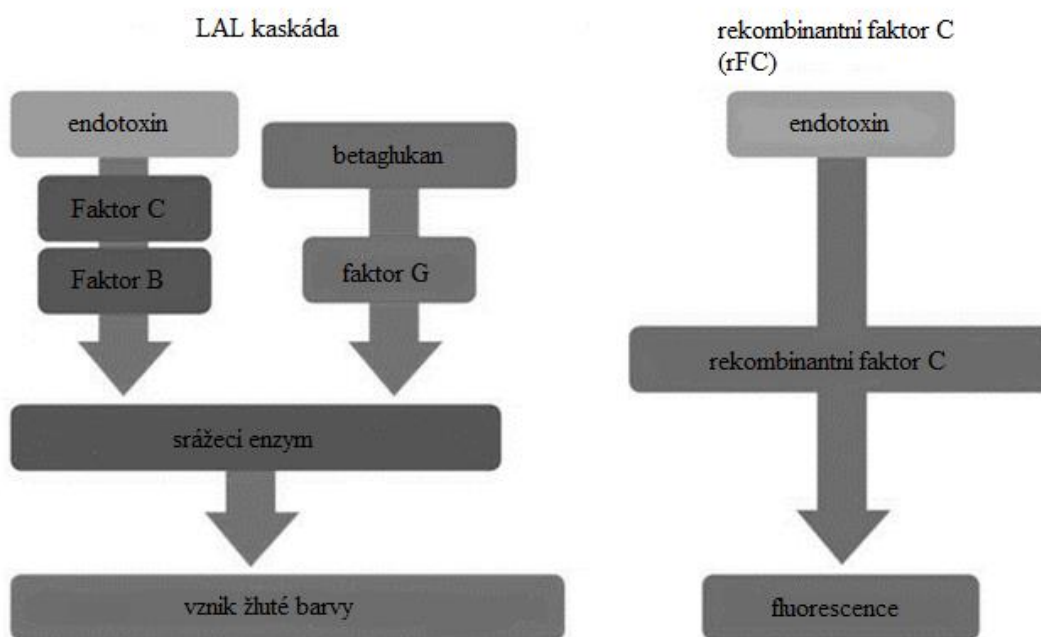 LAL kaskáda
endotoxin
betaglukan
Faktor C
Faktor B
faktor G
srážecí enzym
vznik žluté barvy
rekombinantní faktor C
(rFC)
endotoxin
rekombinantní faktor C
fluorescence